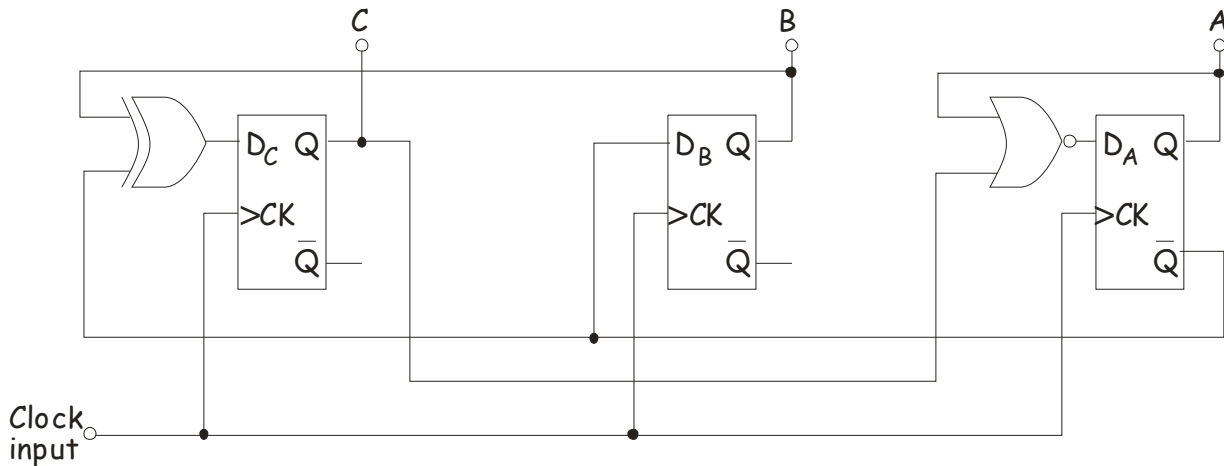 C
B
A
D_C Q
>CK
Q̅
D_B Q
>CK
Q̅
D_A Q
>CK
Q̅
Clock
input